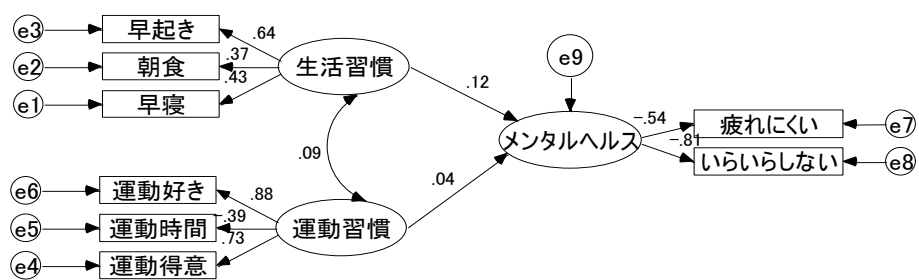 e3
早起き
.64
e2
朝食
.37
e1
早寝
.43
生活習慣
.12
e9
メンタルヘルス
-.54
疲れにくい
e7
-.81
いらいらしない
e8
.09
.04
e6
運動好き
.88
e5
運動時間
-.39
e4
運動得意
.73
運動習慣